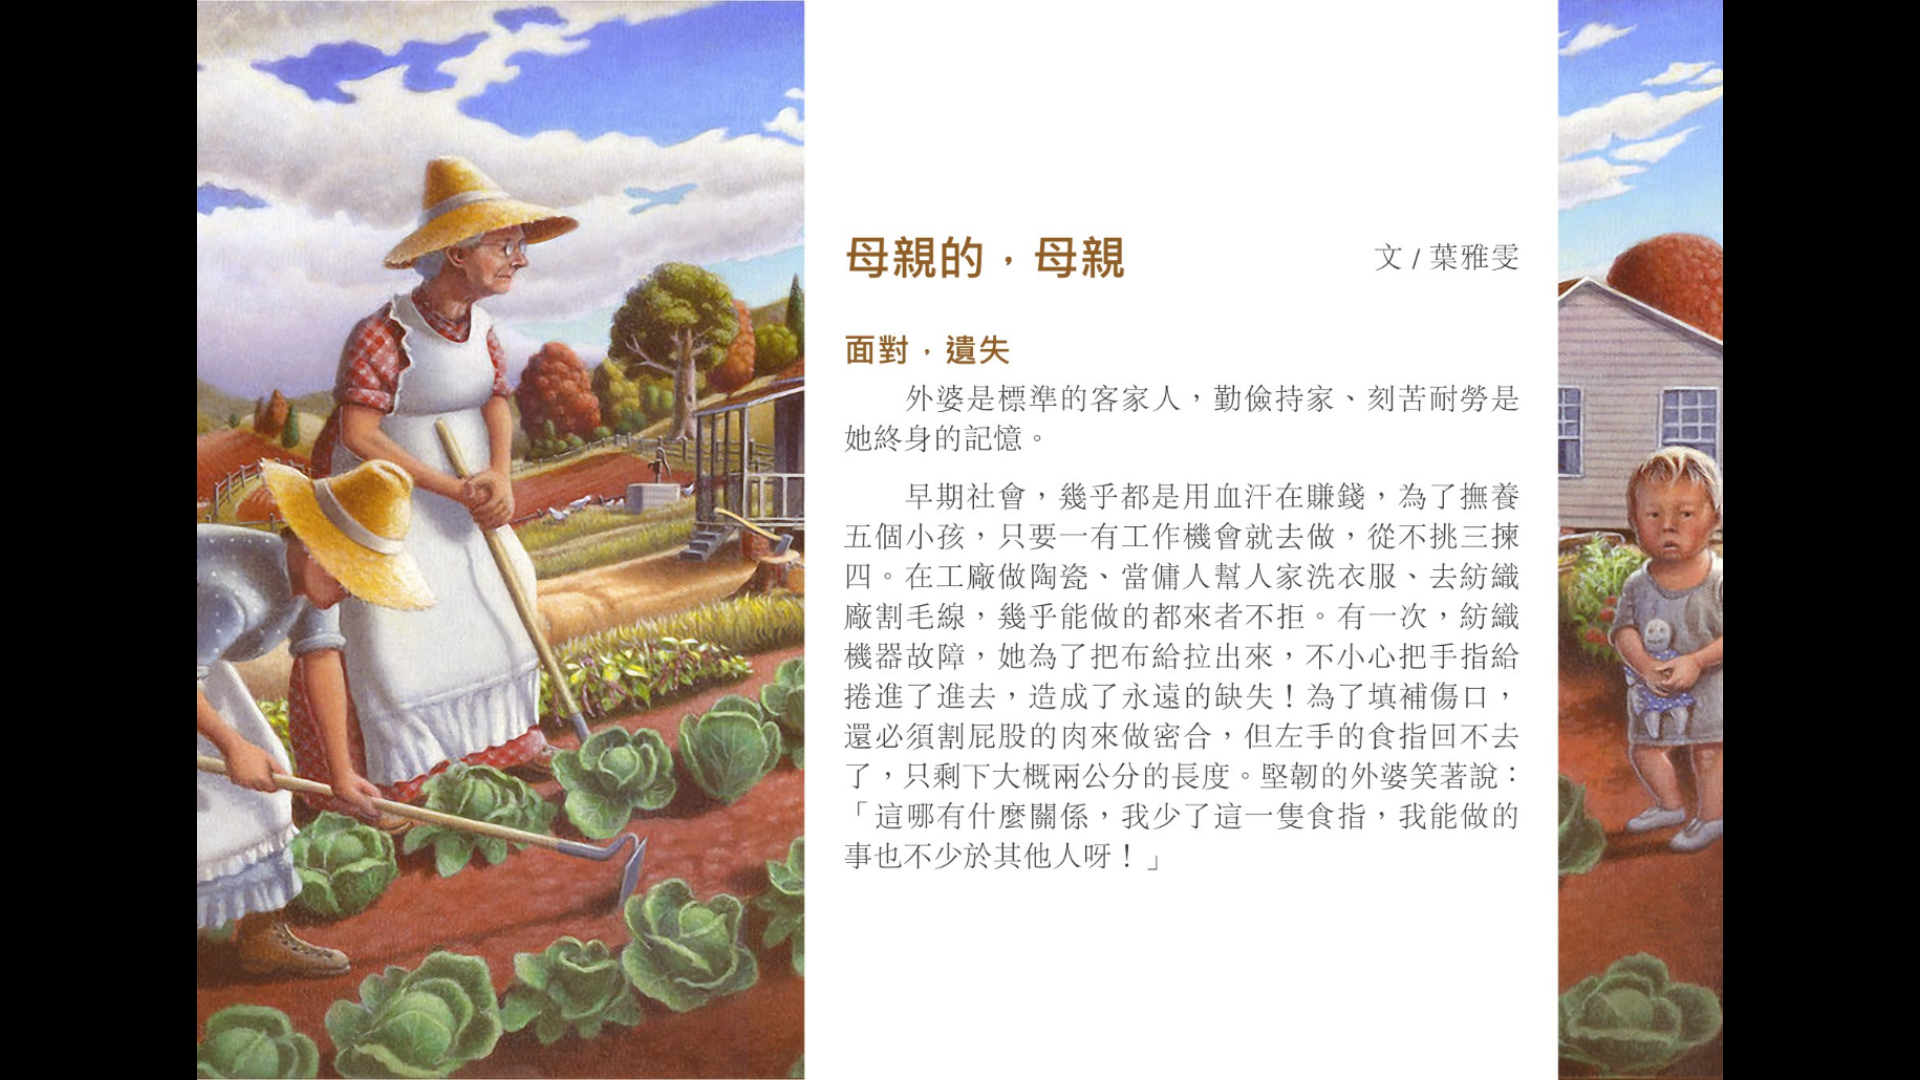 母親的，母親
文 / 葉雅雯
面對，遺失
外婆是標準的客家人，勤儉持家、刻苦耐勞是
她終身的記憶。
早期社會，幾乎都是用血汗在賺錢，為了撫養
五個小孩，只要一有工作機會就去做，從不挑三揀
四。在工廠做陶瓷、當傭人幫人家洗衣服、去紡織
廠割毛線，幾乎能做的都來者不拒。有一次，紡織
機器故障，她為了把布給拉出來，不小心把手指給
捲進了進去，造成了永遠的缺失！為了填補傷口，
還必須割屁股的肉來做密合，但左手的食指回不去
了，只剩下大概兩公分的長度。堅韌的外婆笑著說：
「這哪有什麼關係，我少了這一隻食指，我能做的
事也不少於其他人呀！」